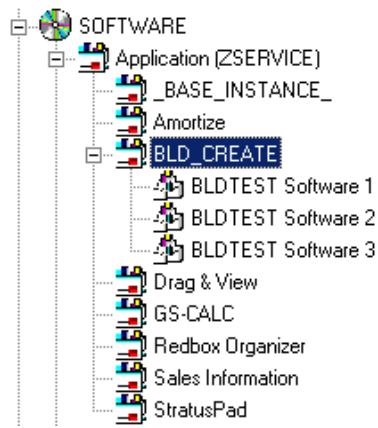 SOFTWARE
Application (ZSERVICE)
_BASE_INSTANCE_
Amortize
BLD_CREATE
BLDTEST Software 1
BLDTEST Software 2
BLDTEST Software 3
Drag & View
GS-CALC
Redbox Organizer
Sales Information
StratusPad